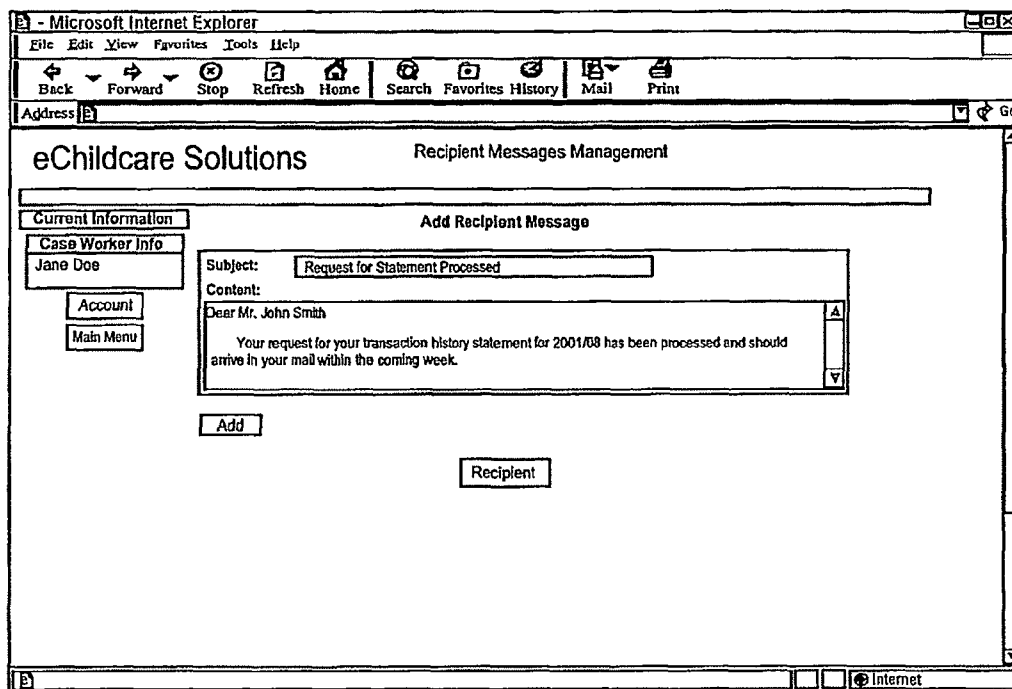 - Microsoft Internet Explorer
File Edit View Favorites Tools Help
Back Forward Stop Refresh Home Search Favorites History Mail Print
Address Go
eChildcare Solutions
Recipient Messages Management
Current Information
Add Recipient Message
Case Worker Info
Jane Doe
Account
Main Menu
Subject: Request for Statement Processed
Content:
Dear Mr. John Smith
Your request for your transaction history statement for 2001/08 has been processed and should
arrive in your mail within the coming week.
Add
Recipient
Internet